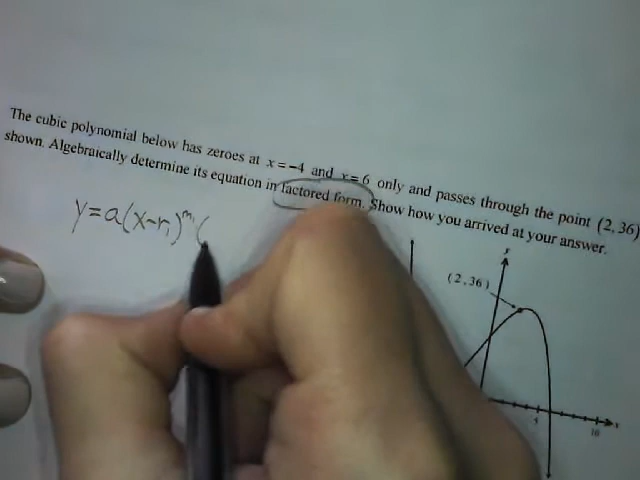 The cubic polynomial below has zeroes at x = -4 and x = 6 only and passes through the point (2, 36)
shown. Algebraically determine its equation in factored form. Show how you arrived at your answer.
y=a(x-r₁)^m₁(
y
(2, 36)
x
10